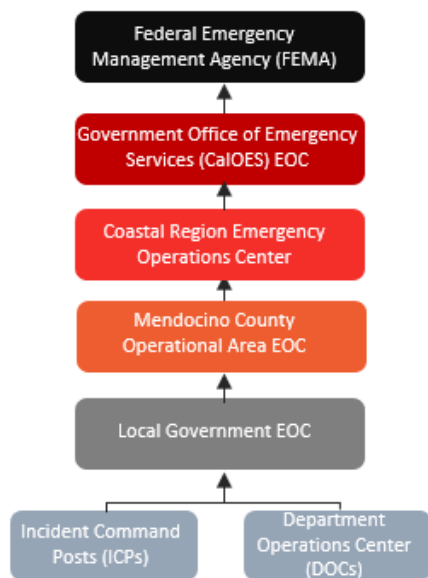 Federal Emergency
Management Agency (FEMA)
Government Office of Emergency
Services (CalOES) EOC
Coastal Region Emergency
Operations Center
Mendocino County
Operational Area EOC
Local Government EOC
Incident Command
Posts (ICPs)
Department
Operations Center
(DOCs)